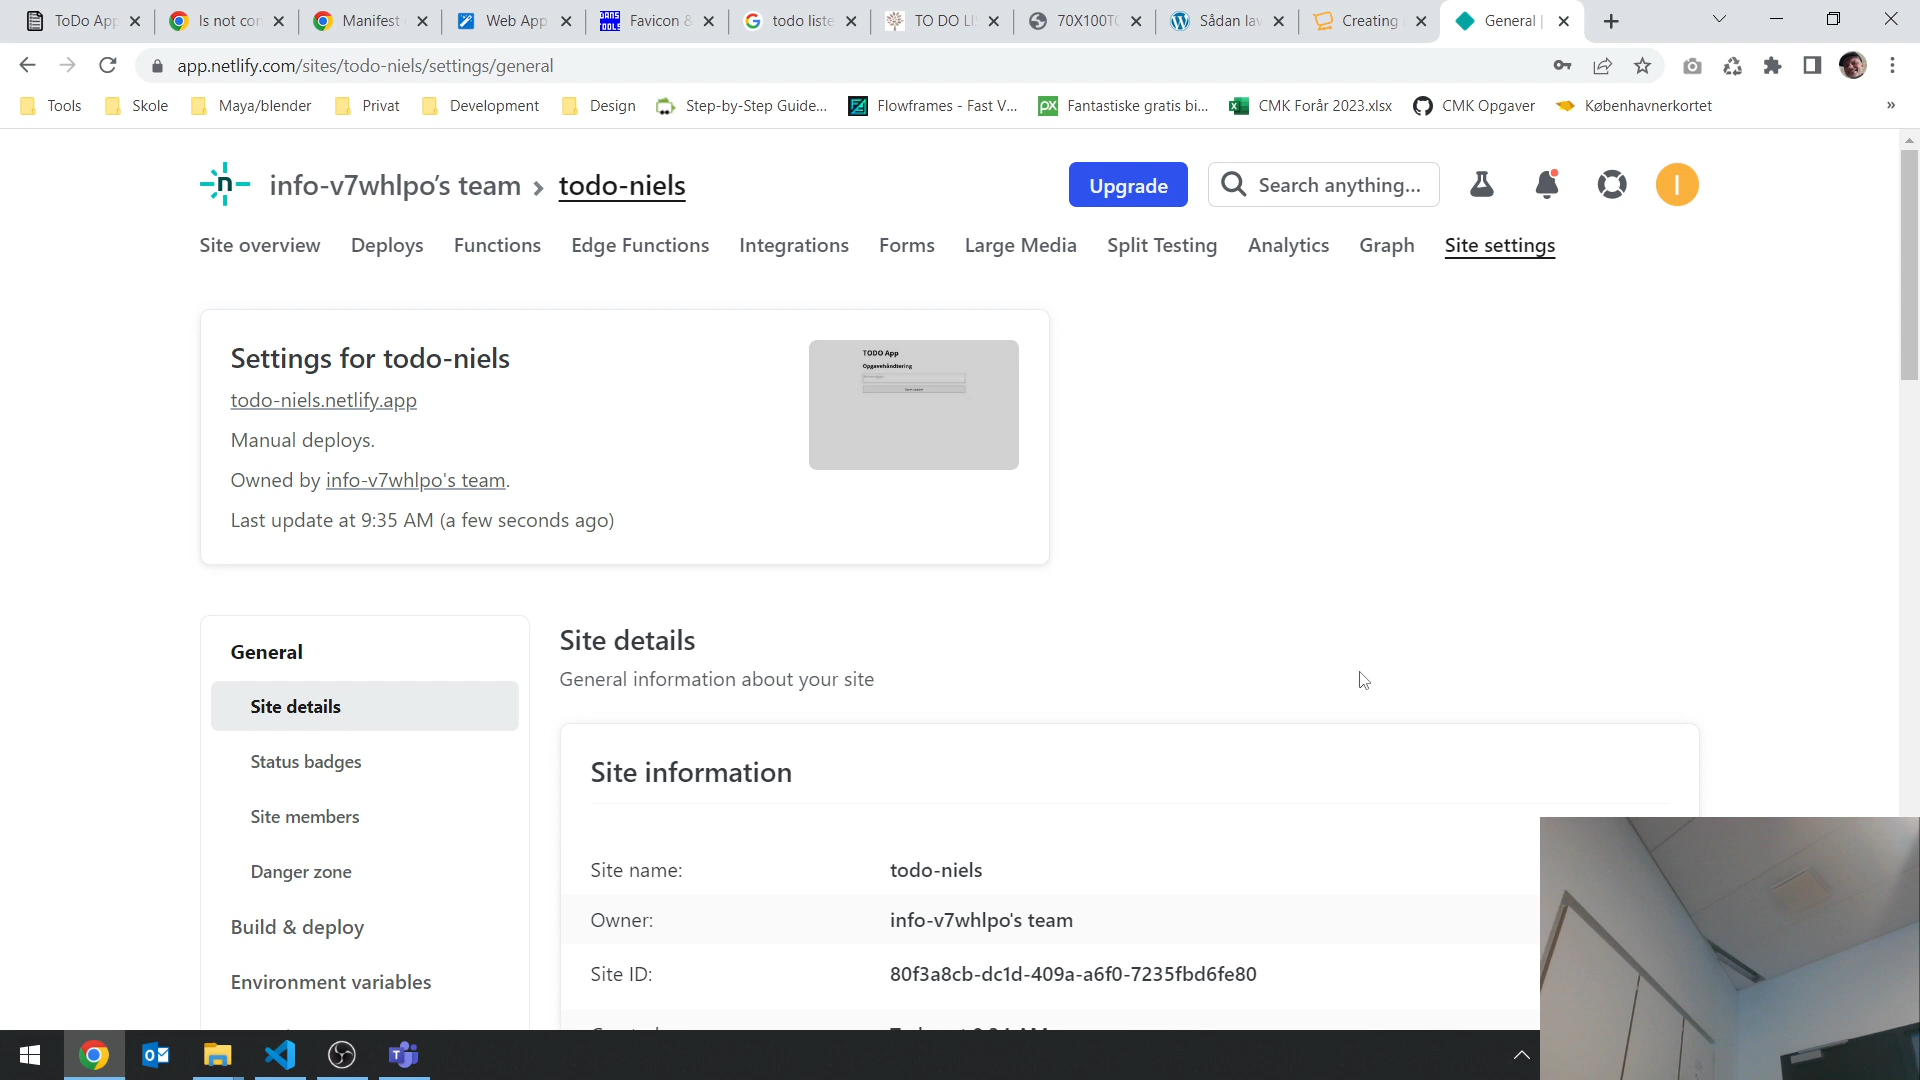 ToDo App
Is not con
Manifest
Web App
Favicon &
todo liste
TO DO LI
70X100TO
Sådan lav
Creating
General |
app.netlify.com/sites/todo-niels/settings/general
Tools
Skole
Maya/blender
Privat
Development
Design
Step-by-Step Guide...
Flowframes - Fast V...
Fantastiske gratis bi...
CMK Forår 2023.xlsx
CMK Opgaver
Københavnerkortet
»
info-v7whlpo’s team > todo-niels
Upgrade
Search anything...
I
Site overview
Deploys
Functions
Edge Functions
Integrations
Forms
Large Media
Split Testing
Analytics
Graph
Site settings
Settings for todo-niels
todo-niels.netlify.app
Manual deploys.
Owned by info-v7whlpo's team.
Last update at 9:35 AM (a few seconds ago)
TODO App
Opgavehåndtering
General
Site details
Status badges
Site members
Danger zone
Build & deploy
Environment variables
Site details
General information about your site
Site information
Site name: todo-niels
Owner: info-v7whlpo's team
Site ID: 80f3a8cb-dc1d-409a-a6f0-7235fbd6fe80